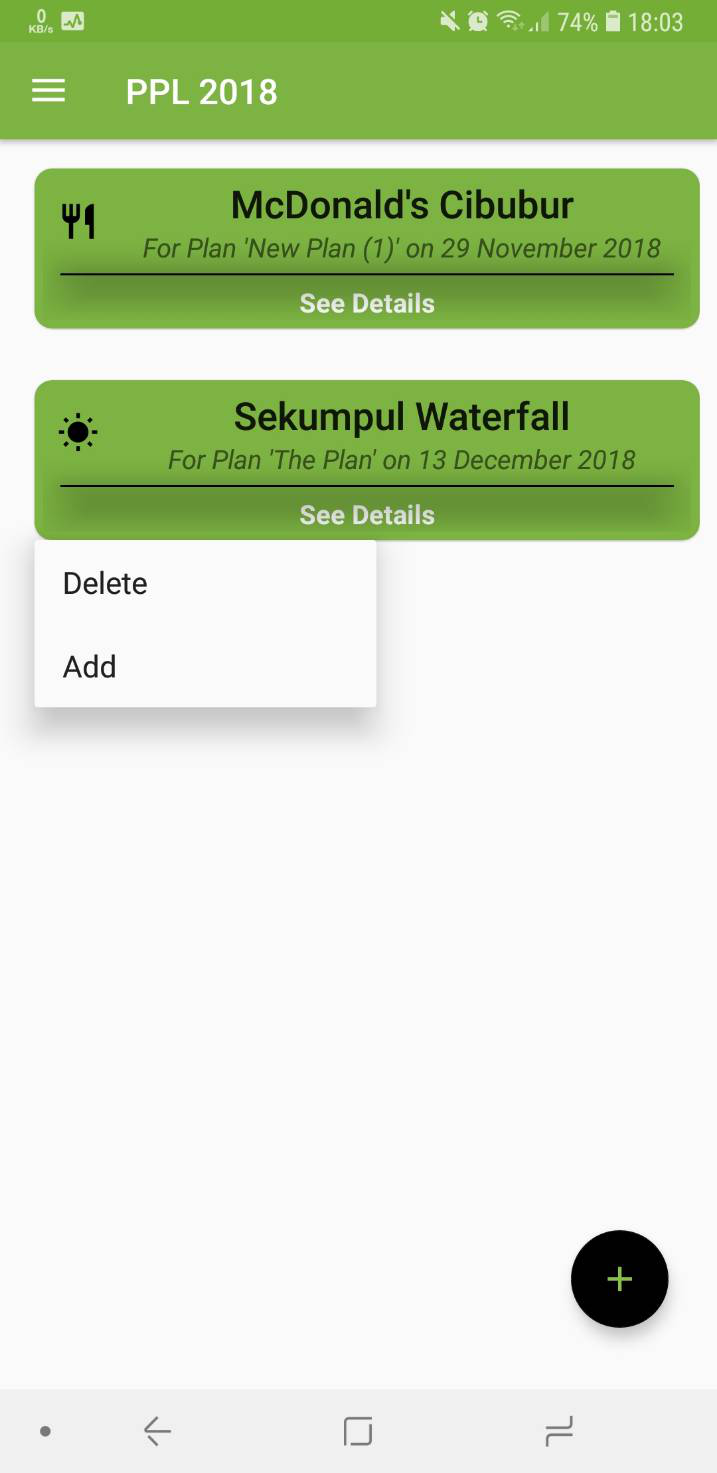 0
KB/s
74%
18:03
PPL 2018
McDonald's Cibubur
For Plan 'New Plan (1)' on 29 November 2018
See Details
Sekumpul Waterfall
For Plan 'The Plan' on 13 December 2018
See Details
Delete
Add